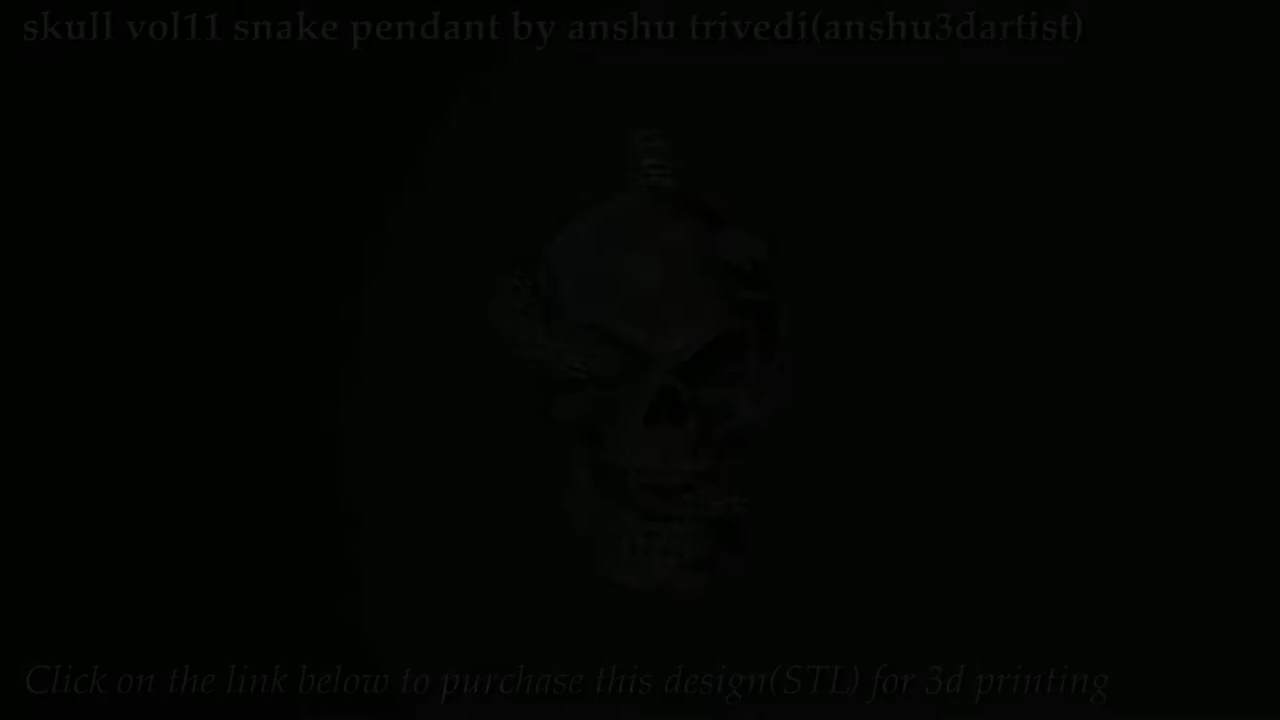 skull vol11 snake pendant by anshu trivedi(anshu3dartist)
Click on the link below to purchase this design(STL) for 3d printing